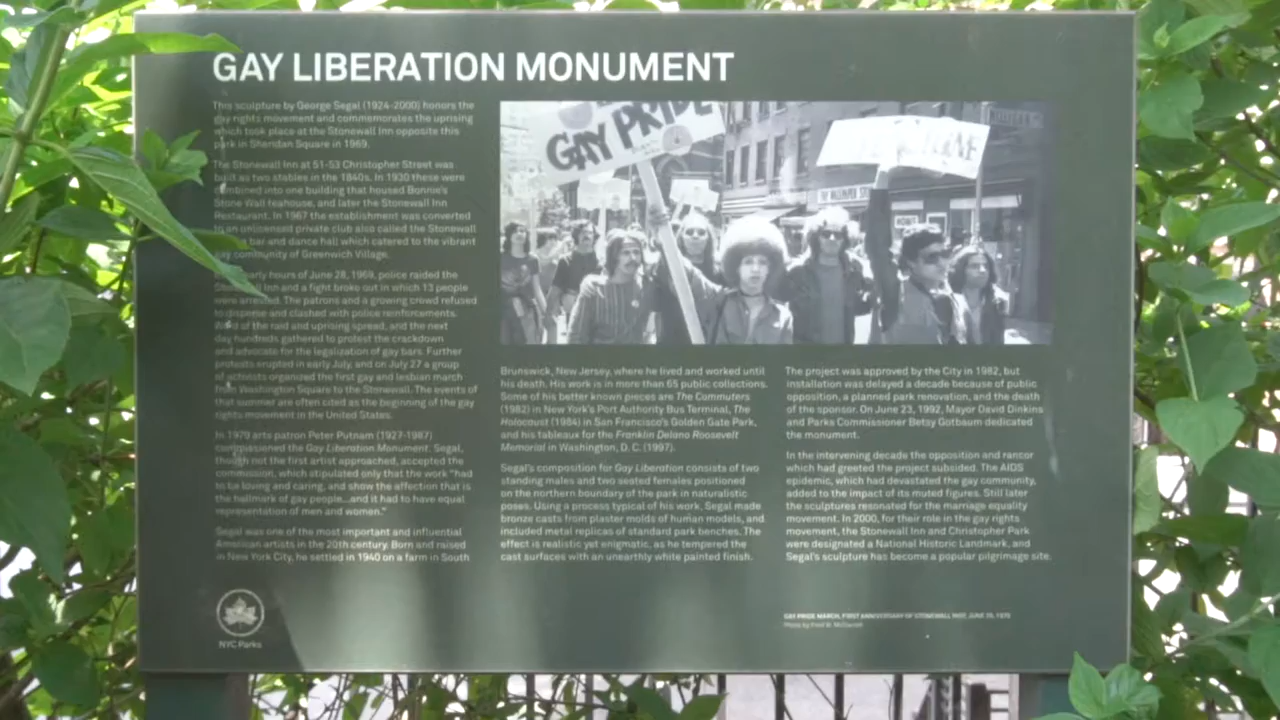 GAY LIBERATION MONUMENT
This sculpture by George Segal (1924-2000) honors the
gay rights movement and commemorates the uprising
which took place at the Stonewall Inn opposite this
park in Sheridan Square in 1969.
The Stonewall Inn at 51-53 Christopher Street was
built as two stables in the 1840s. In 1930 these were
combined into one building that housed Bonnie's
Stone Wall teahouse, and later the Stonewall Inn
Restaurant. In 1967 the establishment was converted
to an unlicensed private club also called the Stonewall
a bar and dance hall which catered to the vibrant
gay community of Greenwich Village.
early hours of June 28, 1969, police raided the
Stonewall Inn and a fight broke out in which 13 people
were arrested. The patrons and a growing crowd refused
to disperse and clashed with police reinforcements.
Word of the raid and uprising spread, and the next
day hundreds gathered to protest the crackdown
and advocate for the legalization of gay bars. Further
protests erupted in early July, and on July 27 a group
of activists organized the first gay and lesbian march
from Washington Square to the Stonewall. The events of
that summer are often cited as the beginning of the gay
rights movement in the United States.
In 1979 arts patron Peter Putnam (1927-1987)
commissioned the Gay Liberation Monument. Segal,
though not the first artist approached, accepted the
commission, which stipulated only that the work "had
to be loving and caring, and show the affection that is
the hallmark of gay people...and it had to have equal
representation of men and women."
Segal was one of the most important and influential
American artists in the 20th century. Born and raised
in New York City, he settled in 1940 on a farm in South
NYC Parks
GAY PRIDE
Brunswick, New Jersey, where he lived and worked until
his death. His work is in more than 65 public collections.
Some of his better known pieces are The Commuters
(1982) in New York's Port Authority Bus Terminal, The
Holocaust (1984) in San Francisco's Golden Gate Park,
and his tableaux for the Franklin Delano Roosevelt
Memorial in Washington, D. C. (1997).
Segal's composition for Gay Liberation consists of two
standing males and two seated females positioned
on the northern boundary of the park in naturalistic
poses. Using a process typical of his work, Segal made
bronze casts from plaster molds of human models, and
included metal replicas of standard park benches. The
effect is realistic yet enigmatic, as he tempered the
cast surfaces with an unearthly white painted finish.
The project was approved by the City in 1982, but
installation was delayed a decade because of public
opposition, a planned park renovation, and the death
of the sponsor. On June 23, 1992, Mayor David Dinkins
and Parks Commissioner Betsy Gotbaum dedicated
the monument.
In the intervening decade the opposition and rancor
which had greeted the project subsided. The AIDS
epidemic, which had devastated the gay community,
added to the impact of its muted figures. Still later
the sculptures resonated for the marriage equality
movement. In 2000, for their role in the gay rights
movement, the Stonewall Inn and Christopher Park
were designated a National Historic Landmark, and
Segal's sculpture has become a popular pilgrimage site.
GAY PRIDE MARCH, FIRST ANNIVERSARY OF STONEWALL RIOT, JUNE 28, 1970
Photo by Fred W. McDarrah